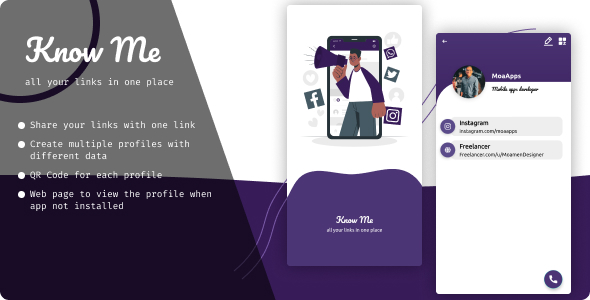 Know Me
all your links in one place
Share your links with one link
Create multiple profiles with
different data
QR Code for each profile
Web page to view the profile when
app not installed
Know Me
all your links in one place
MoaApps
Mobile apps developer
Instagram
instagram.com/moaapps
Freelancer
Freelancer.com/u/MoamenDesigner